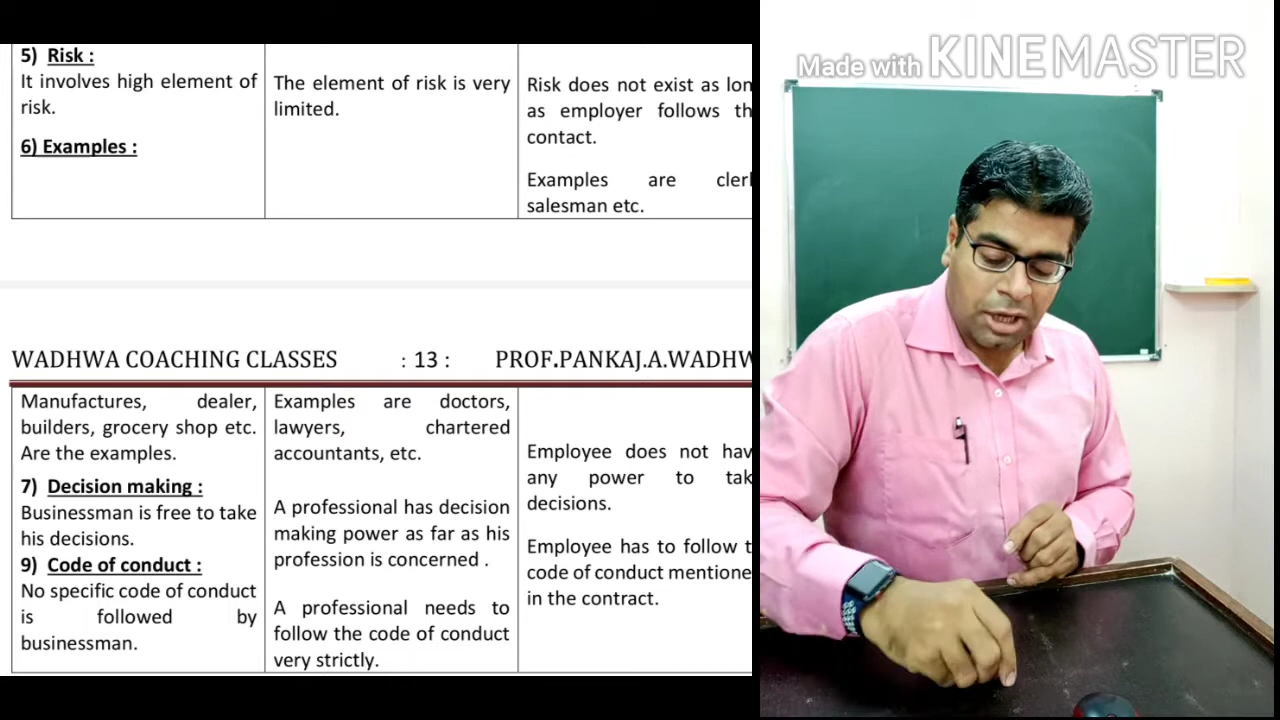 Made with KINEMASTER
5) Risk :
It involves high element of
risk.
6) Examples :
The element of risk is very
limited.
Risk does not exist as lon
as employer follows th
contact.
Examples are cler
salesman etc.
WADHWA COACHING CLASSES : 13 : PROF.PANKAJ.A.WADHW
Manufactures, dealer,
builders, grocery shop etc.
Are the examples.
7) Decision making :
Businessman is free to take
his decisions.
9) Code of conduct :
No specific code of conduct
is followed by
businessman.
Examples are doctors,
lawyers, chartered
accountants, etc.
A professional has decision
making power as far as his
profession is concerned .
A professional needs to
follow the code of conduct
very strictly.
Employee does not hav
any power to tak
decisions.
Employee has to follow t
code of conduct mentione
in the contract.